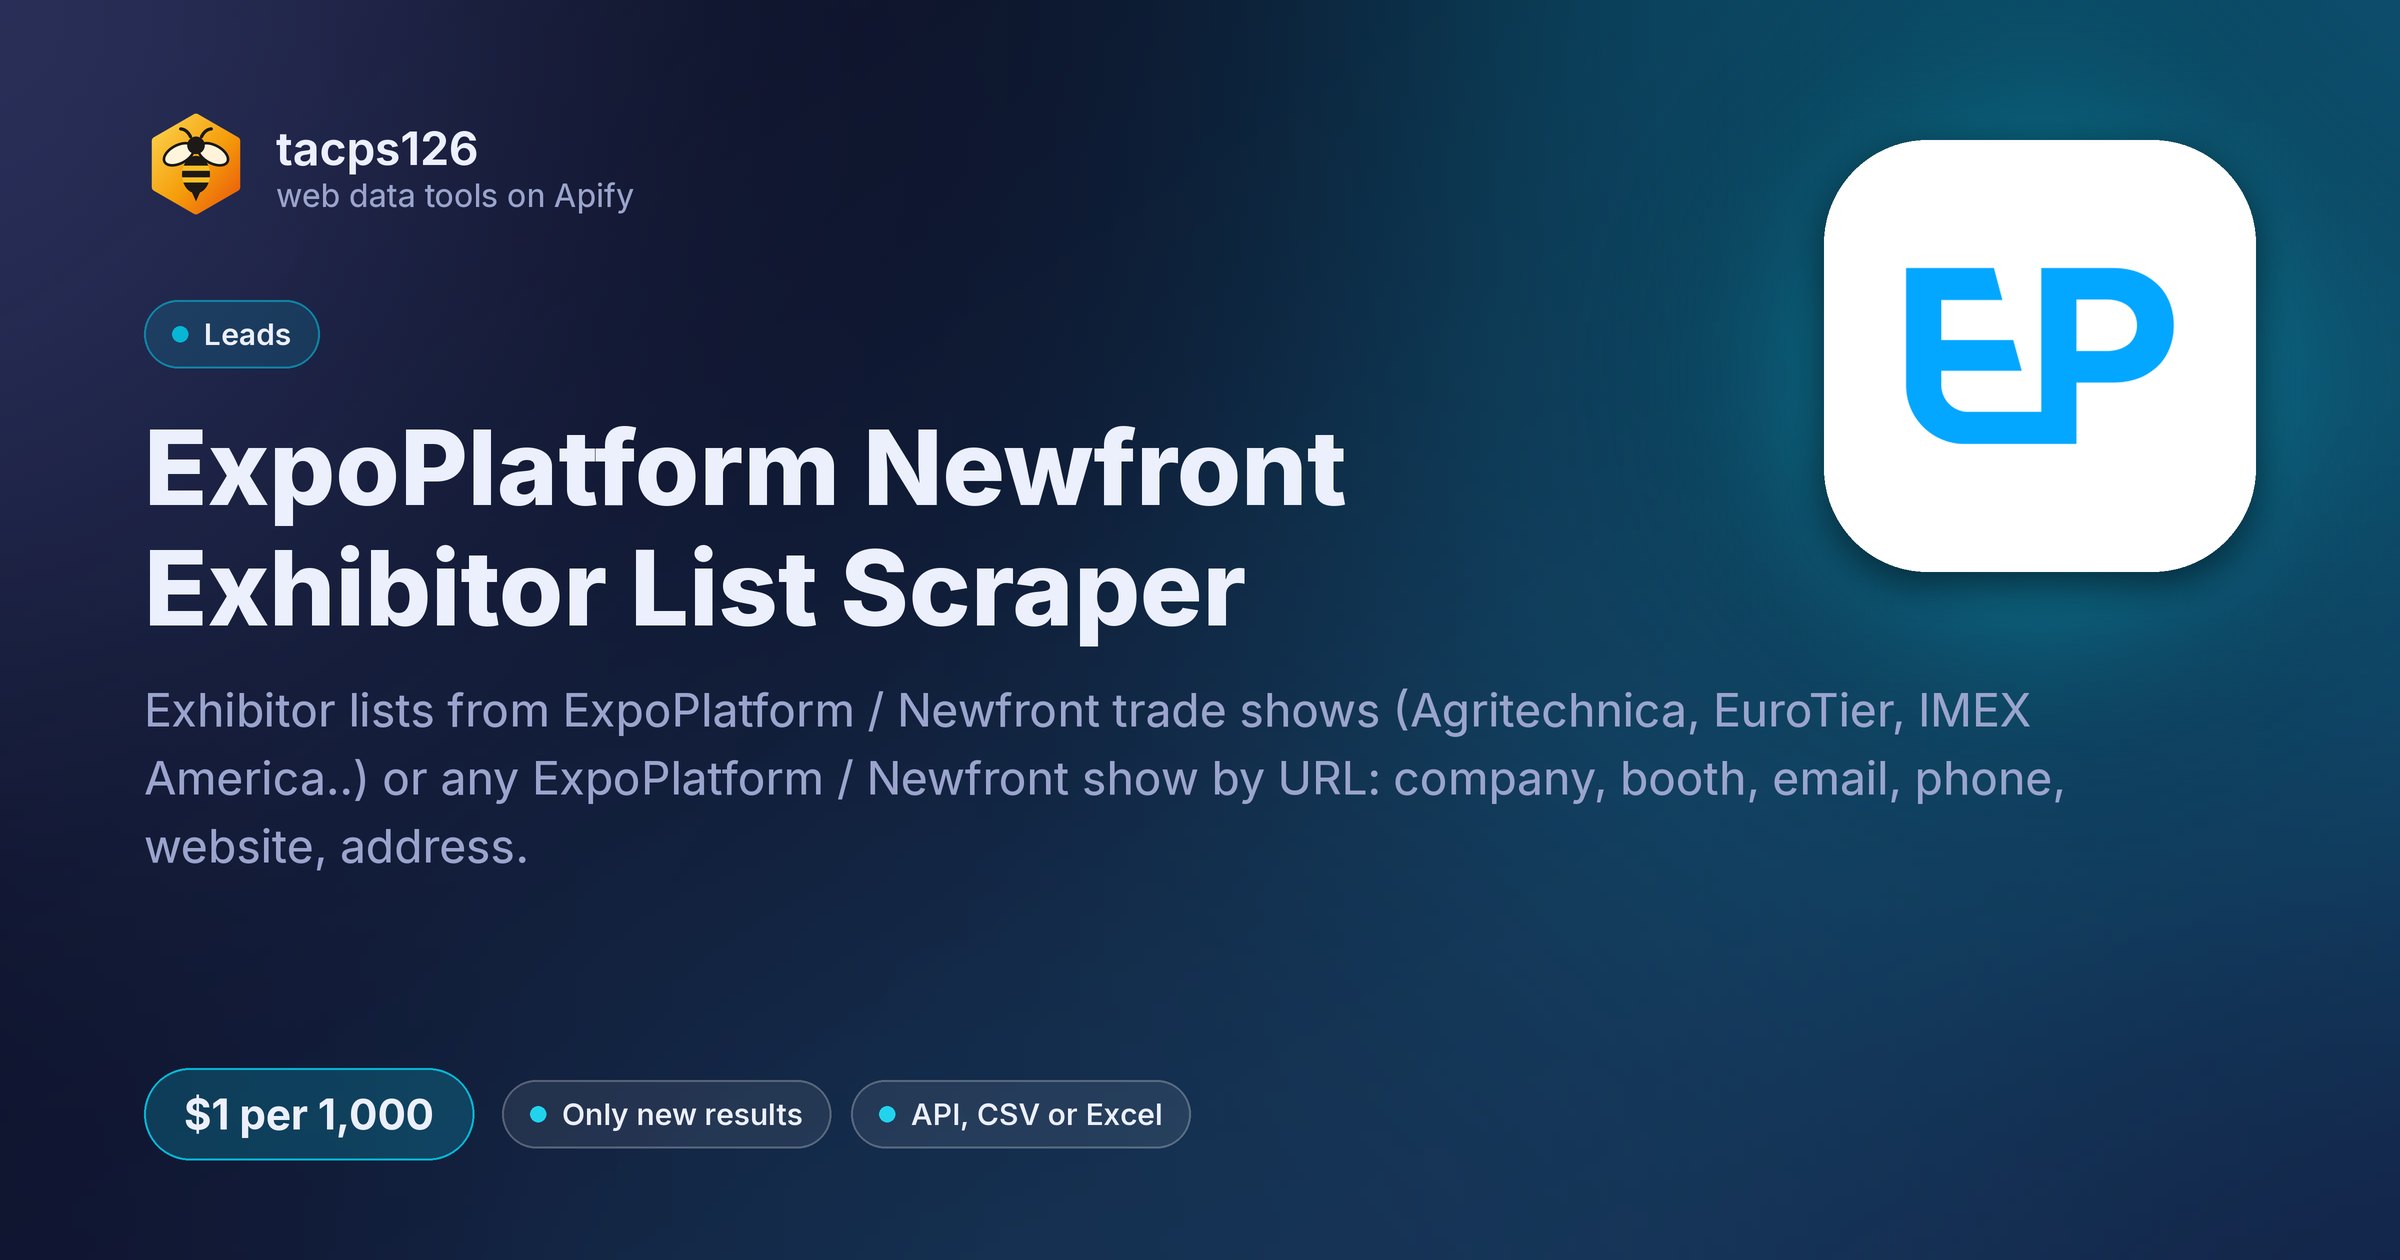 tacps126
web data tools on Apify
Leads
EP
ExpoPlatform Newfront
Exhibitor List Scraper
Exhibitor lists from ExpoPlatform / Newfront trade shows (Agritechnica, EuroTier, IMEX
America..) or any ExpoPlatform / Newfront show by URL: company, booth, email, phone,
website, address.
$1 per 1,000
Only new results
API, CSV or Excel